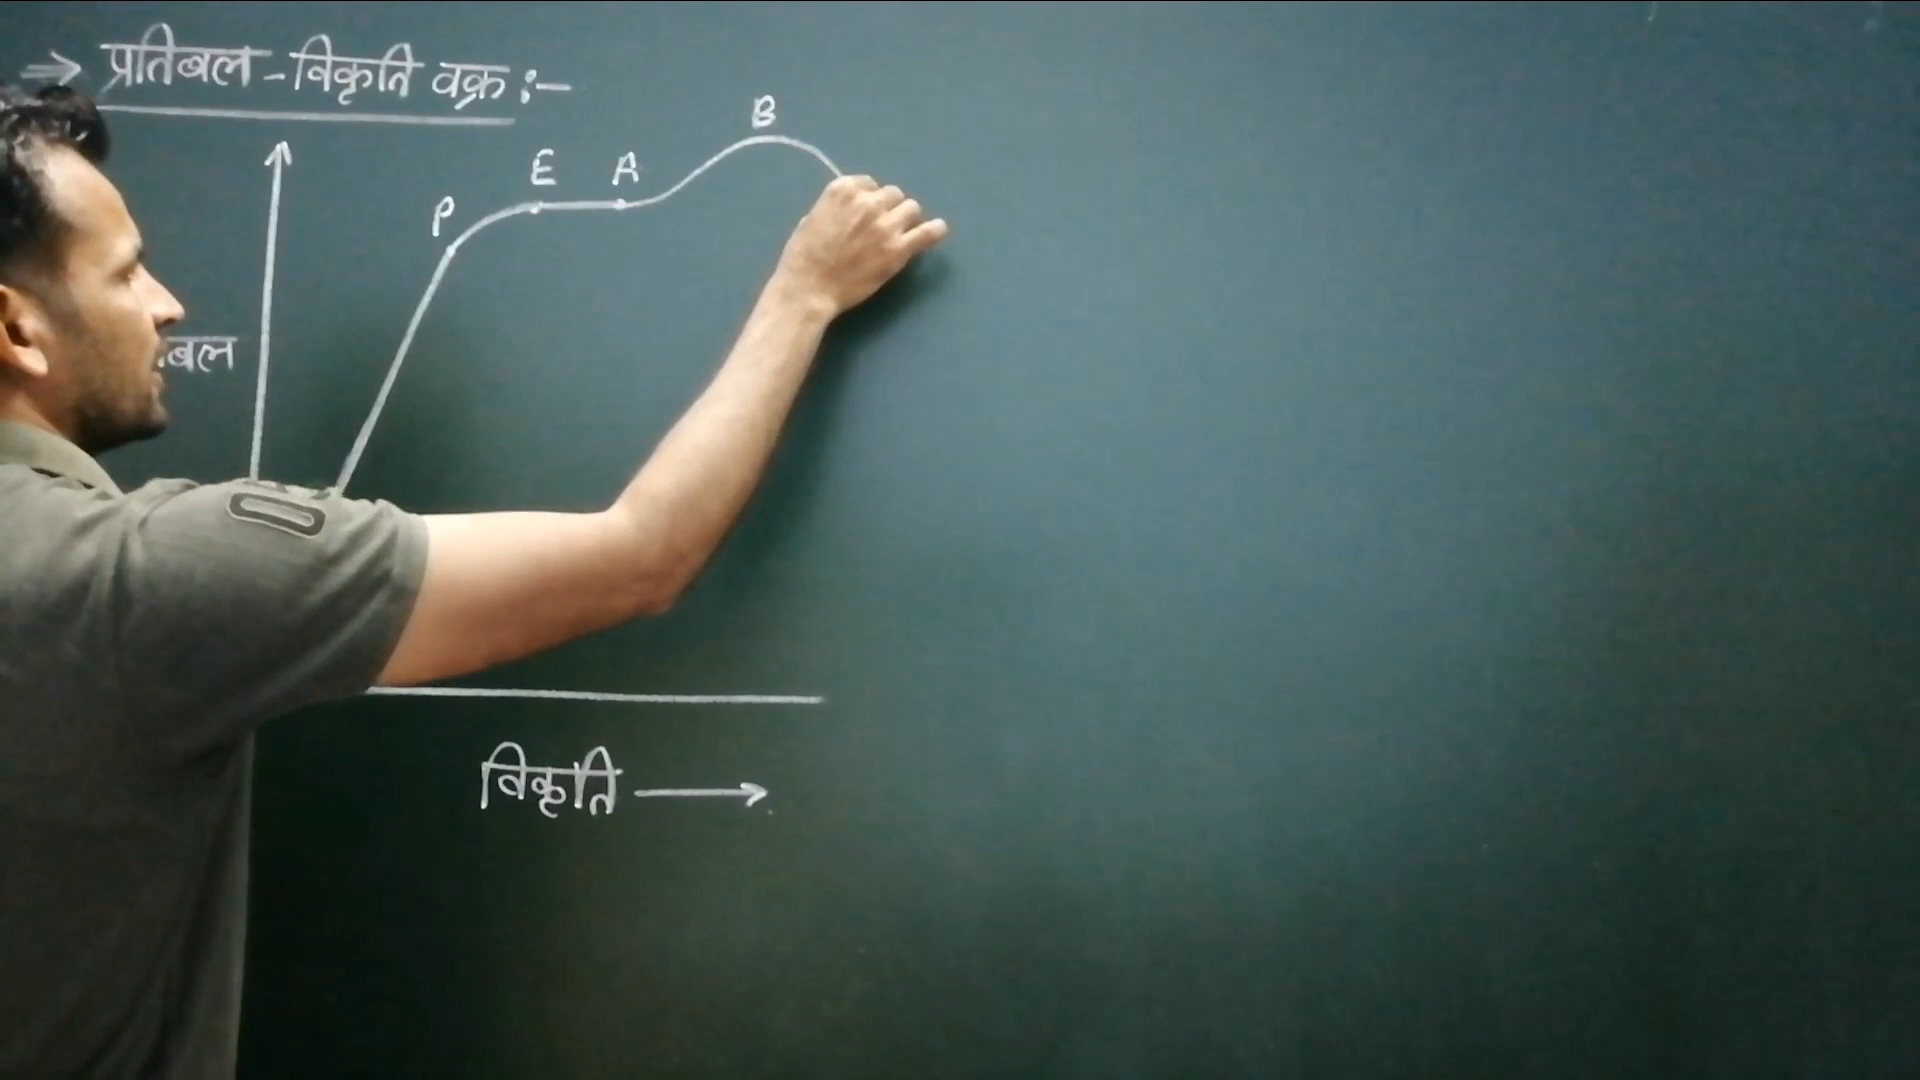 ⇒ प्रतिबल-विकृति वक्र :-
B
E A
P
बल
विकृति ⟶